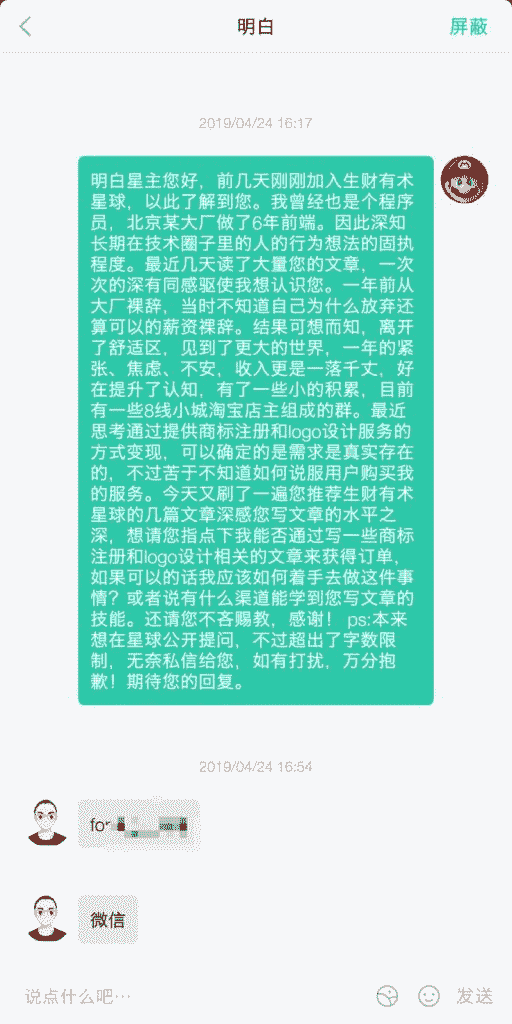 明白
屏蔽
2019/04/24 16:17
明白星主您好，前几天刚刚加入生财有术
星球，以此了解到您。我曾经也是个程序
员，北京某大厂做了6年前端。因此深知
长期在技术圈子里的人的行为想法的固执
程度。最近几天读了大量您的文章，一次
次的深有同感驱使我想认识您。一年前从
大厂裸辞，当时不知道自己为什么放弃还
算可以的薪资裸辞。结果可想而知，离开
了舒适区，见到了更大的世界，一年的紧
张、焦虑、不安，收入更是一落千丈，好
在提升了认知，有了一些小的积累，目前
有一些8线小城淘宝店主组成的群。最近
思考通过提供商标注册和logo设计服务的
方式变现，可以确定的是需求是真实存在
的，不过苦于不知道如何说服用户购买我
的服务。今天又刷了一遍您推荐生财有术
星球的几篇文章深感您写文章的水平之
深，想请您指点下我能否通过写一些商标
注册和logo设计相关的文章来获得订单，
如果可以的话我应该如何着手去做这件事
情？或者说有什么渠道能学到您写文章的
技能。还请您不吝赐教，感谢！ ps:本来
想在星球公开提问，不过超出了字数限
制，无奈私信给您，如有打扰，万分抱
歉！期待您的回复。
2019/04/24 16:54
for
微信
说点什么吧…
发送